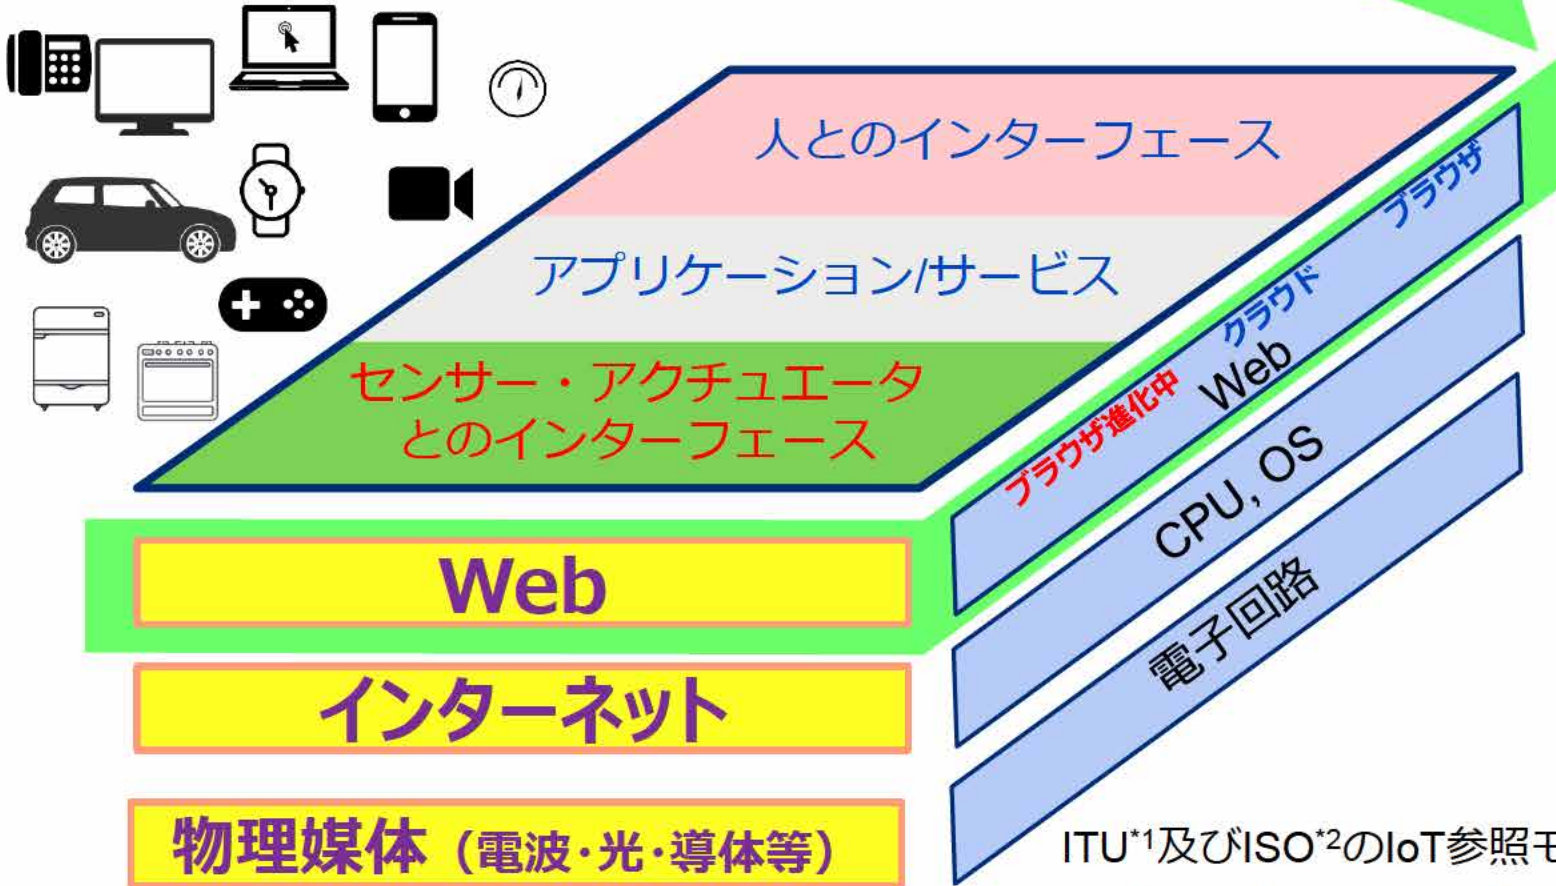 人とのインターフェース
アプリケーション/サービス
センサー・アクチュエータ
とのインターフェース
ブラウザ
クラウド
ブラウザ進化中
Web
CPU, OS
電子回路
Web
インターネット
物理媒体（電波・光・導体等）
ITU*1及びISO*2のIoT参照モ